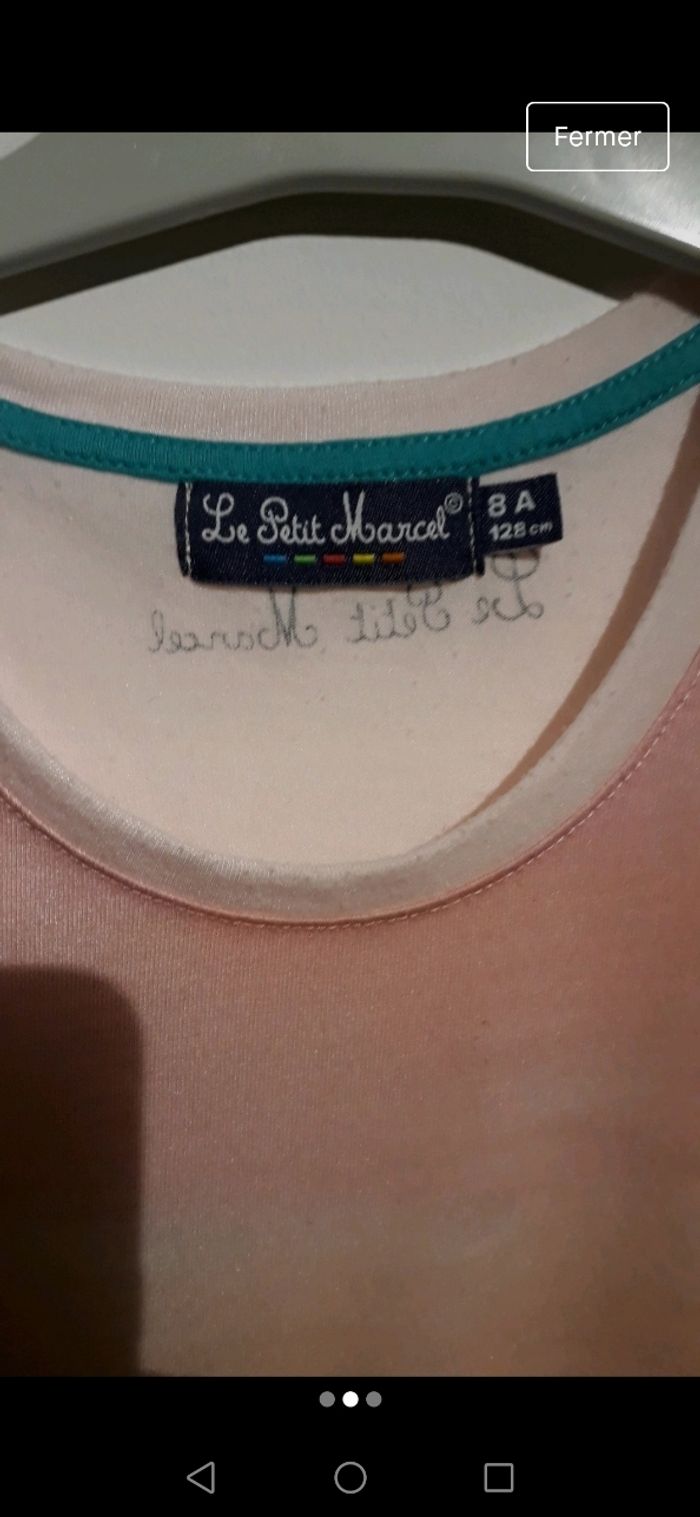 Fermer
Le Petit Marcel©
8 A
128 cm
Le Petit Marcel